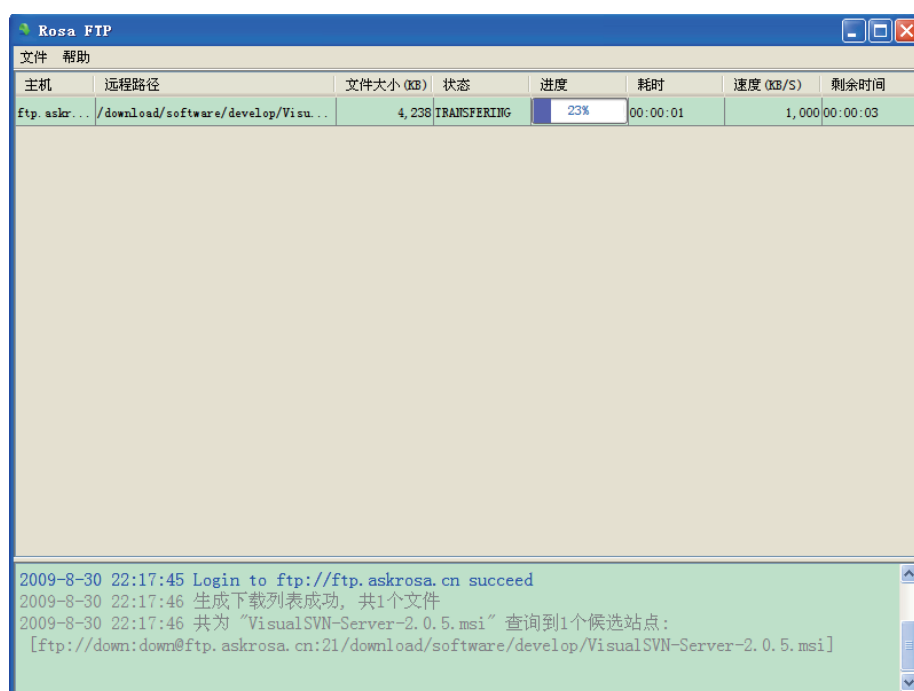 Rosa FTP
文件 帮助
主机 远程路径 文件大小(KB) 状态 进度 耗时 速度(KB/S) 剩余时间
ftp.askr... /download/software/develop/Visu... 4,238 TRANSFERING 23% 00:00:01 1,000 00:00:03
2009-8-30 22:17:45 Login to ftp://ftp.askrosa.cn succeed
2009-8-30 22:17:46 生成下载列表成功, 共1个文件
2009-8-30 22:17:46 共为 "VisualSVN-Server-2.0.5.msi" 查询到1个候选站点:
[ftp://down:down@ftp.askrosa.cn:21/download/software/develop/VisualSVN-Server-2.0.5.msi]